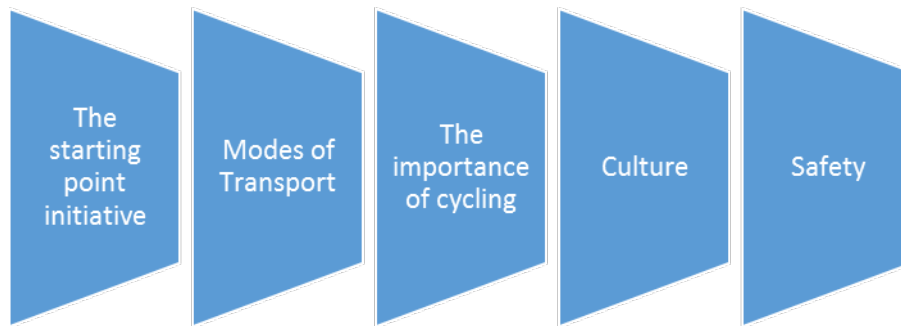 The
starting
point
initiative
Modes of
Transport
The
importance
of cycling
Culture
Safety